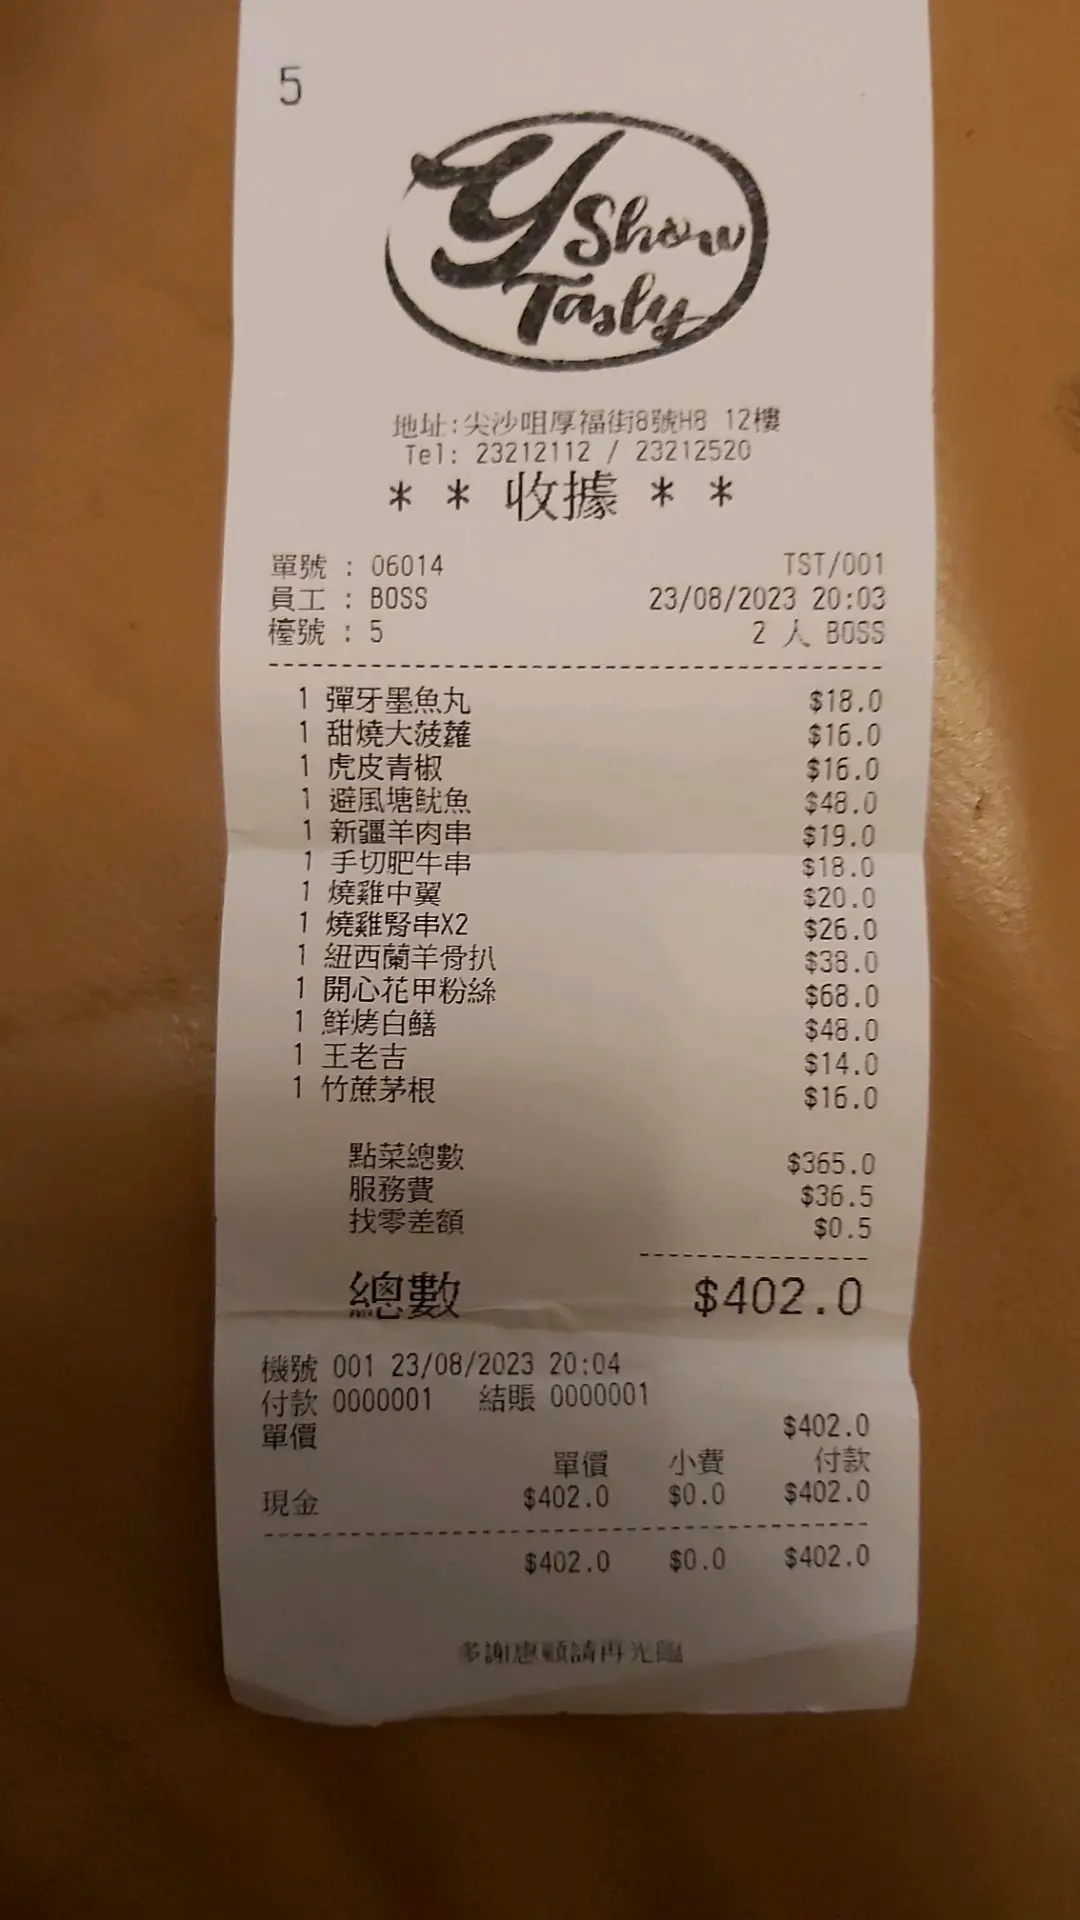 5
y Show
Tasty
地址:尖沙咀厚福街8號H8 12樓
Tel: 23212112 / 23212520
* * 收據 * *
單號 : 06014 TST/001
員工 : BOSS 23/08/2023 20:03
檯號 : 5 2 人 BOSS
1 彈牙墨魚丸 $18.0
1 甜燒大菠蘿 $16.0
1 虎皮青椒 $16.0
1 避風塘魷魚 $48.0
1 新疆羊肉串 $19.0
1 手切肥牛串 $18.0
1 燒雞中翼 $20.0
1 燒雞腎串X2 $26.0
1 紐西蘭羊骨扒 $38.0
1 開心花甲粉絲 $68.0
1 鮮烤白鱔 $48.0
1 王老吉 $14.0
1 竹蔗茅根 $16.0
點菜總數 $365.0
服務費 $36.5
找零差額 $0.5
總數 $402.0
機號 001 23/08/2023 20:04
付款 0000001 結賬 0000001
單價 $402.0
單價 小費 付款
現金 $402.0 $0.0 $402.0
$402.0 $0.0 $402.0
多謝惠顧請再光臨